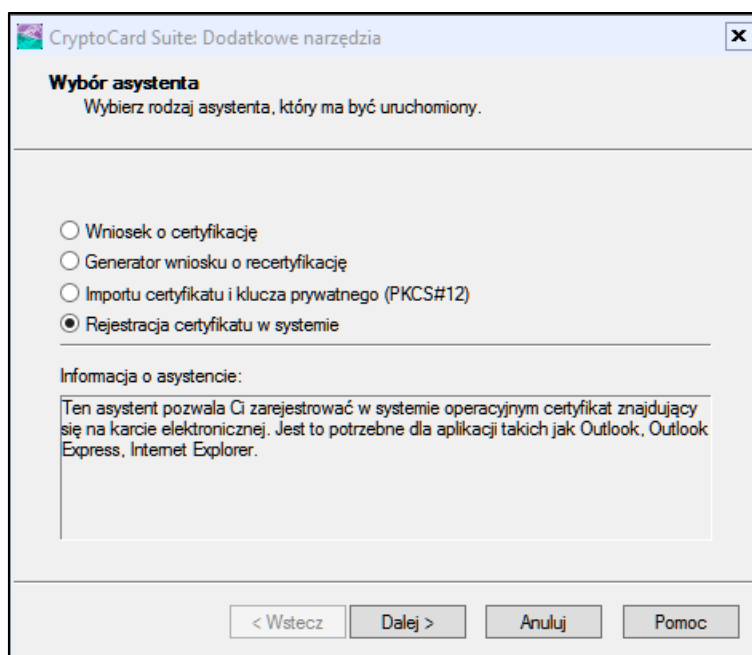 CryptoCard Suite: Dodatkowe narzędzia
Wybór asystenta
Wybierz rodzaj asystenta, który ma być uruchomiony.
Wniosek o certyfikację
Generator wniosku o recertyfikację
Importu certyfikatu i klucza prywatnego (PKCS#12)
Rejestracja certyfikatu w systemie
Informacja o asystencie:
Ten asystent pozwala Ci zarejestrować w systemie operacyjnym certyfikat znajdujący
się na karcie elektronicznej. Jest to potrzebne dla aplikacji takich jak Outlook, Outlook
Express, Internet Explorer.
< Wstecz Dalej > Anuluj Pomoc